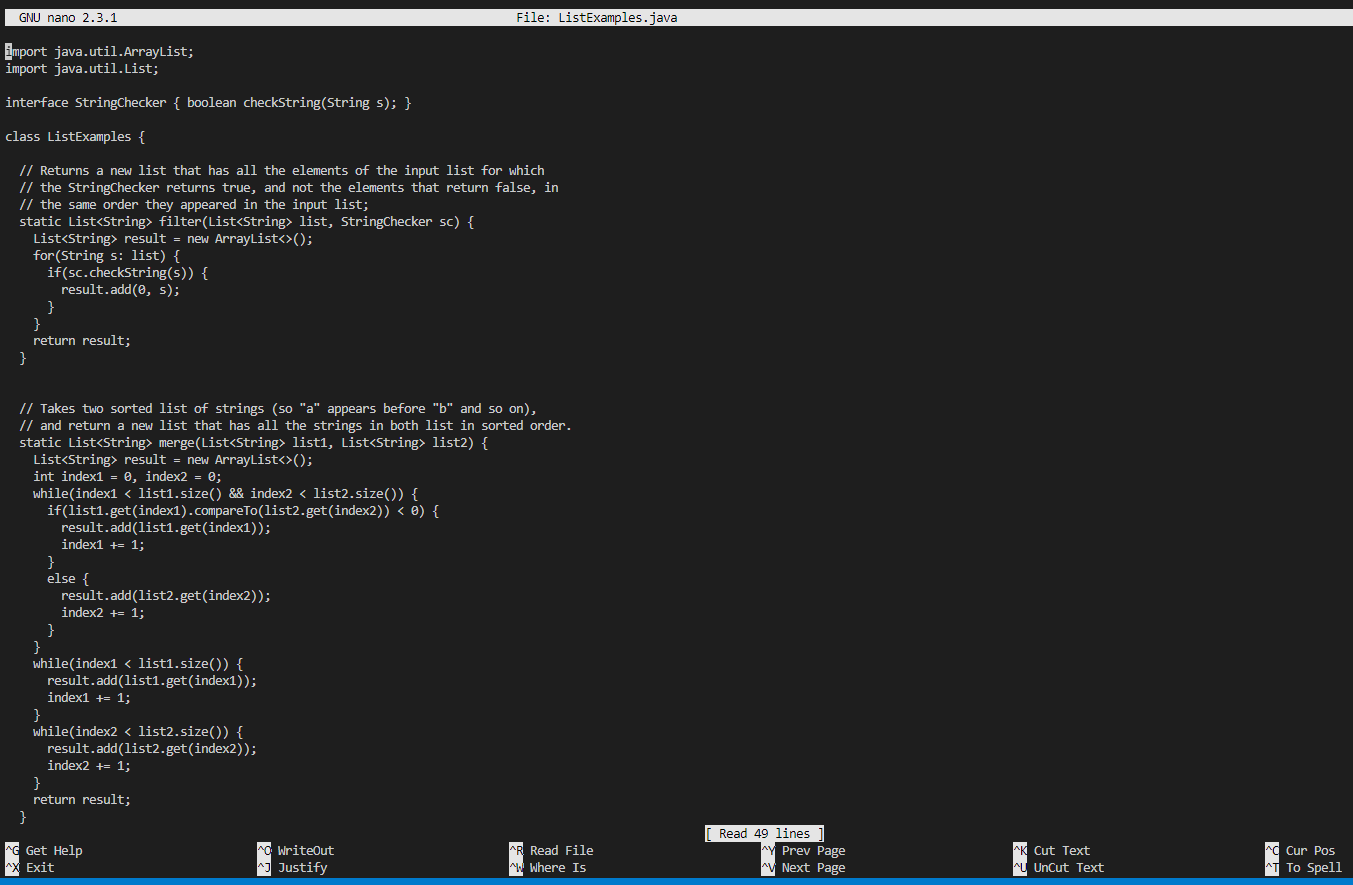 GNU nano 2.3.1 File: ListExamples.java
import java.util.ArrayList;
import java.util.List;
interface StringChecker { boolean checkString(String s); }
class ListExamples {
  // Returns a new list that has all the elements of the input list for which
  // the StringChecker returns true, and not the elements that return false, in
  // the same order they appeared in the input list;
  static List<String> filter(List<String> list, StringChecker sc) {
    List<String> result = new ArrayList<>();
    for(String s: list) {
      if(sc.checkString(s)) {
        result.add(0, s);
      }
    }
    return result;
  }
  // Takes two sorted list of strings (so "a" appears before "b" and so on),
  // and return a new list that has all the strings in both list in sorted order.
  static List<String> merge(List<String> list1, List<String> list2) {
    List<String> result = new ArrayList<>();
    int index1 = 0, index2 = 0;
    while(index1 < list1.size() && index2 < list2.size()) {
      if(list1.get(index1).compareTo(list2.get(index2)) < 0) {
        result.add(list1.get(index1));
        index1 += 1;
      }
      else {
        result.add(list2.get(index2));
        index2 += 1;
      }
    }
    while(index1 < list1.size()) {
      result.add(list1.get(index1));
      index1 += 1;
    }
    while(index2 < list2.size()) {
      result.add(list2.get(index2));
      index2 += 1;
    }
    return result;
  }
[ Read 49 lines ]
^G Get Help ^O WriteOut ^R Read File ^Y Prev Page ^K Cut Text ^C Cur Pos
^X Exit ^J Justify ^W Where Is ^V Next Page ^U UnCut Text ^T To Spell